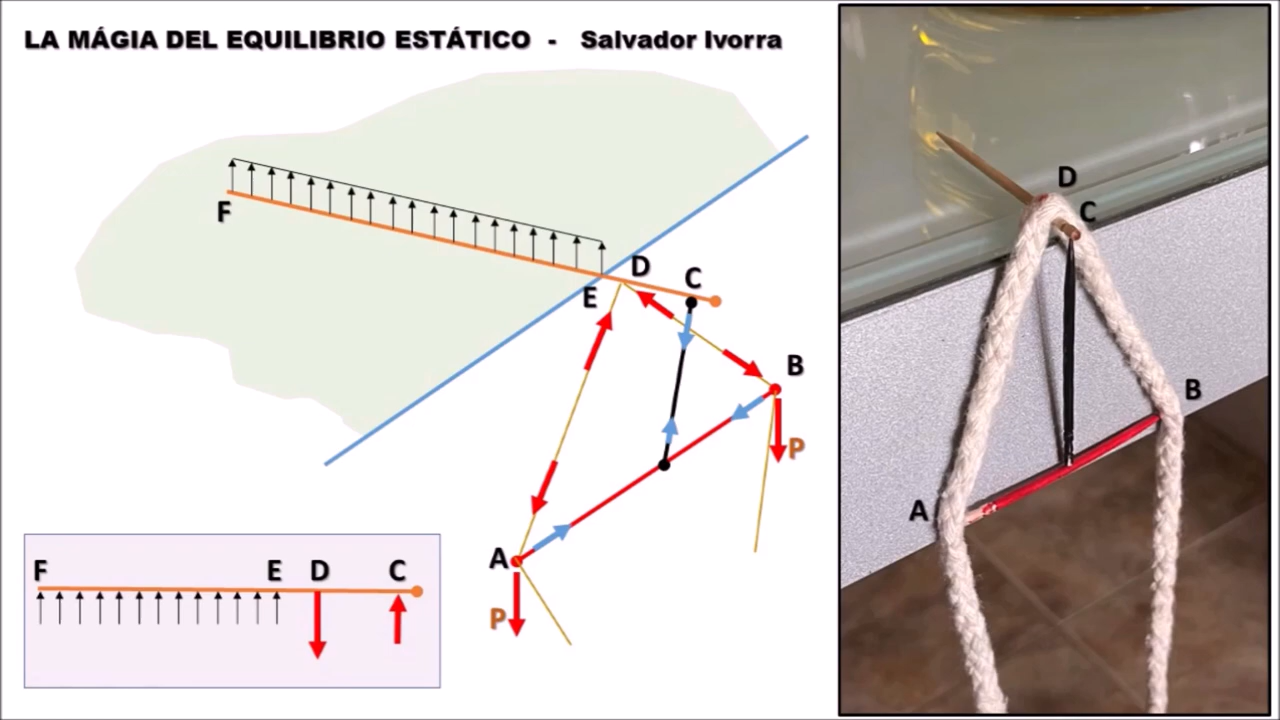 LA MÁGIA DEL EQUILIBRIO ESTÁTICO - Salvador Ivorra
F
E
D
C
B
P
A
P
F E D C
D
C
B
A